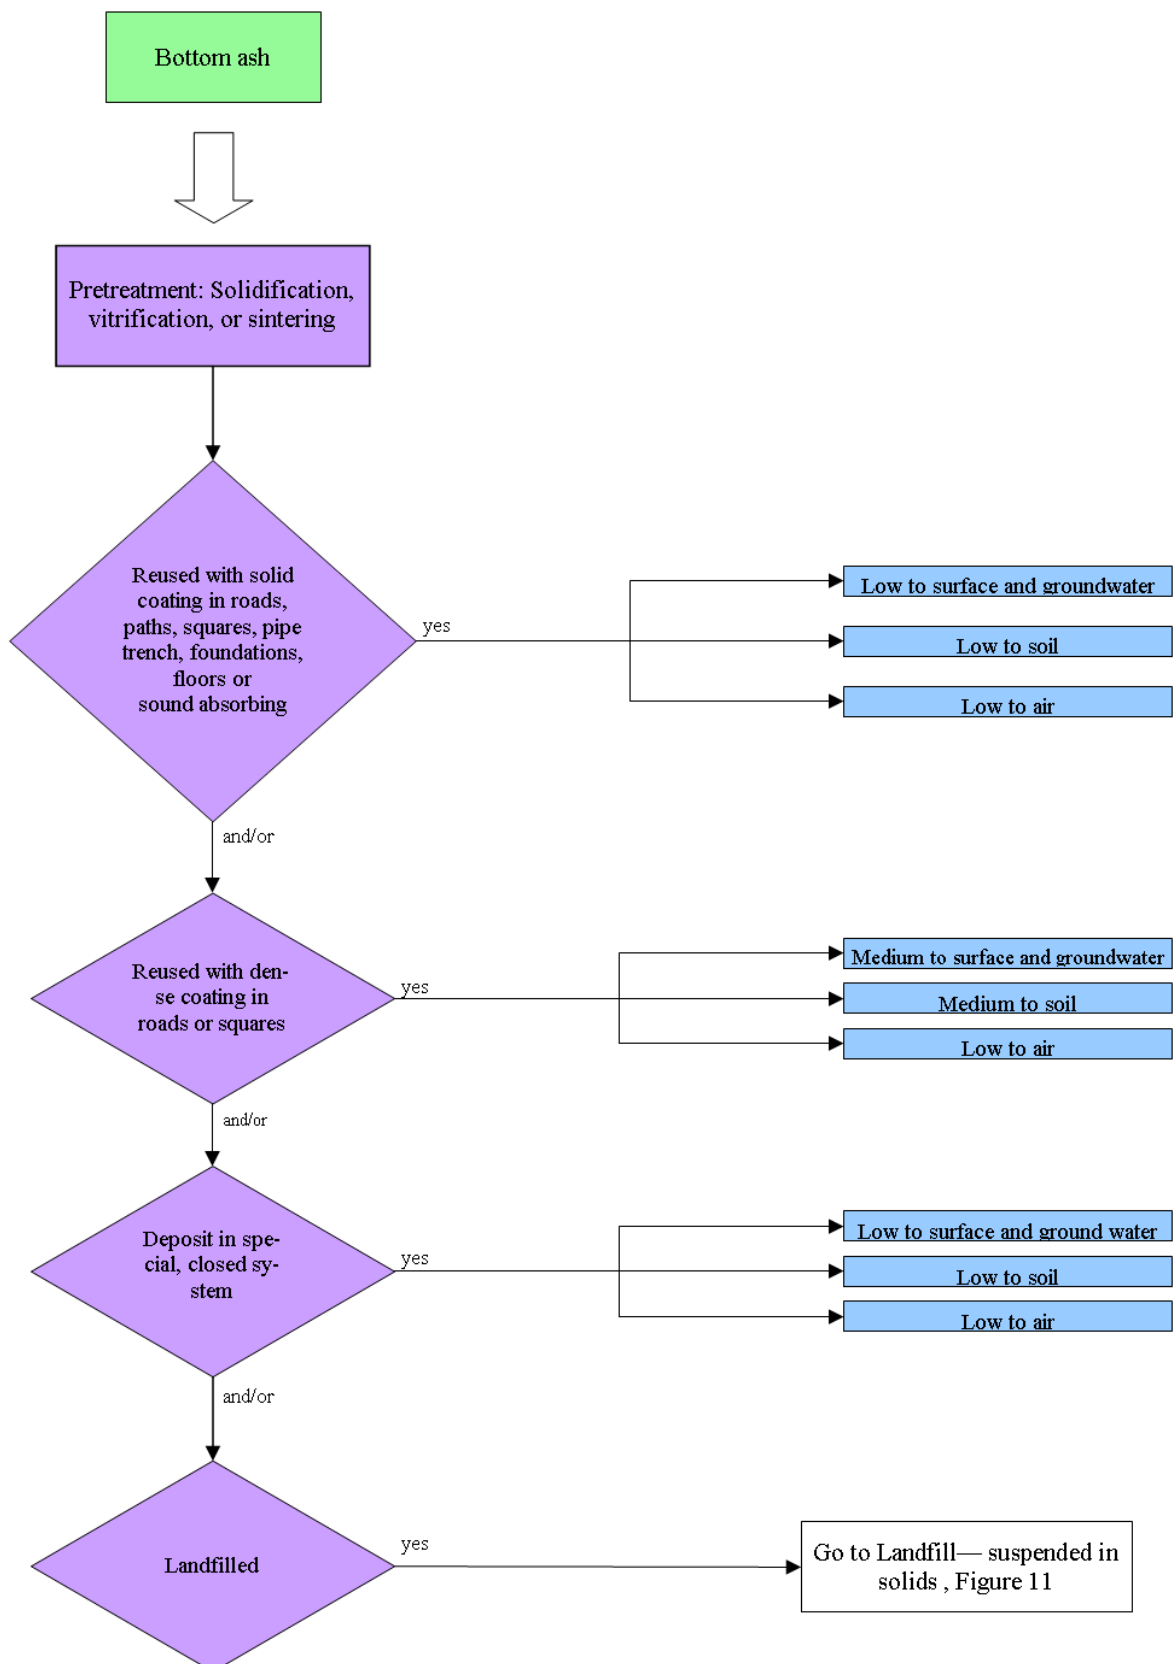 Bottom ash
Pretreatment: Solidification,
vitrification, or sintering
Reused with solid
coating in roads,
paths, squares, pipe
trench, foundations,
floors or
sound absorbing
yes
Low to surface and groundwater
Low to soil
Low to air
and/or
Reused with den-
se coating in
roads or squares
yes
Medium to surface and groundwater
Medium to soil
Low to air
and/or
Deposit in spe-
cial, closed sy-
stem
yes
Low to surface and ground water
Low to soil
Low to air
and/or
Landfilled
yes
Go to Landfill— suspended in
solids , Figure 11